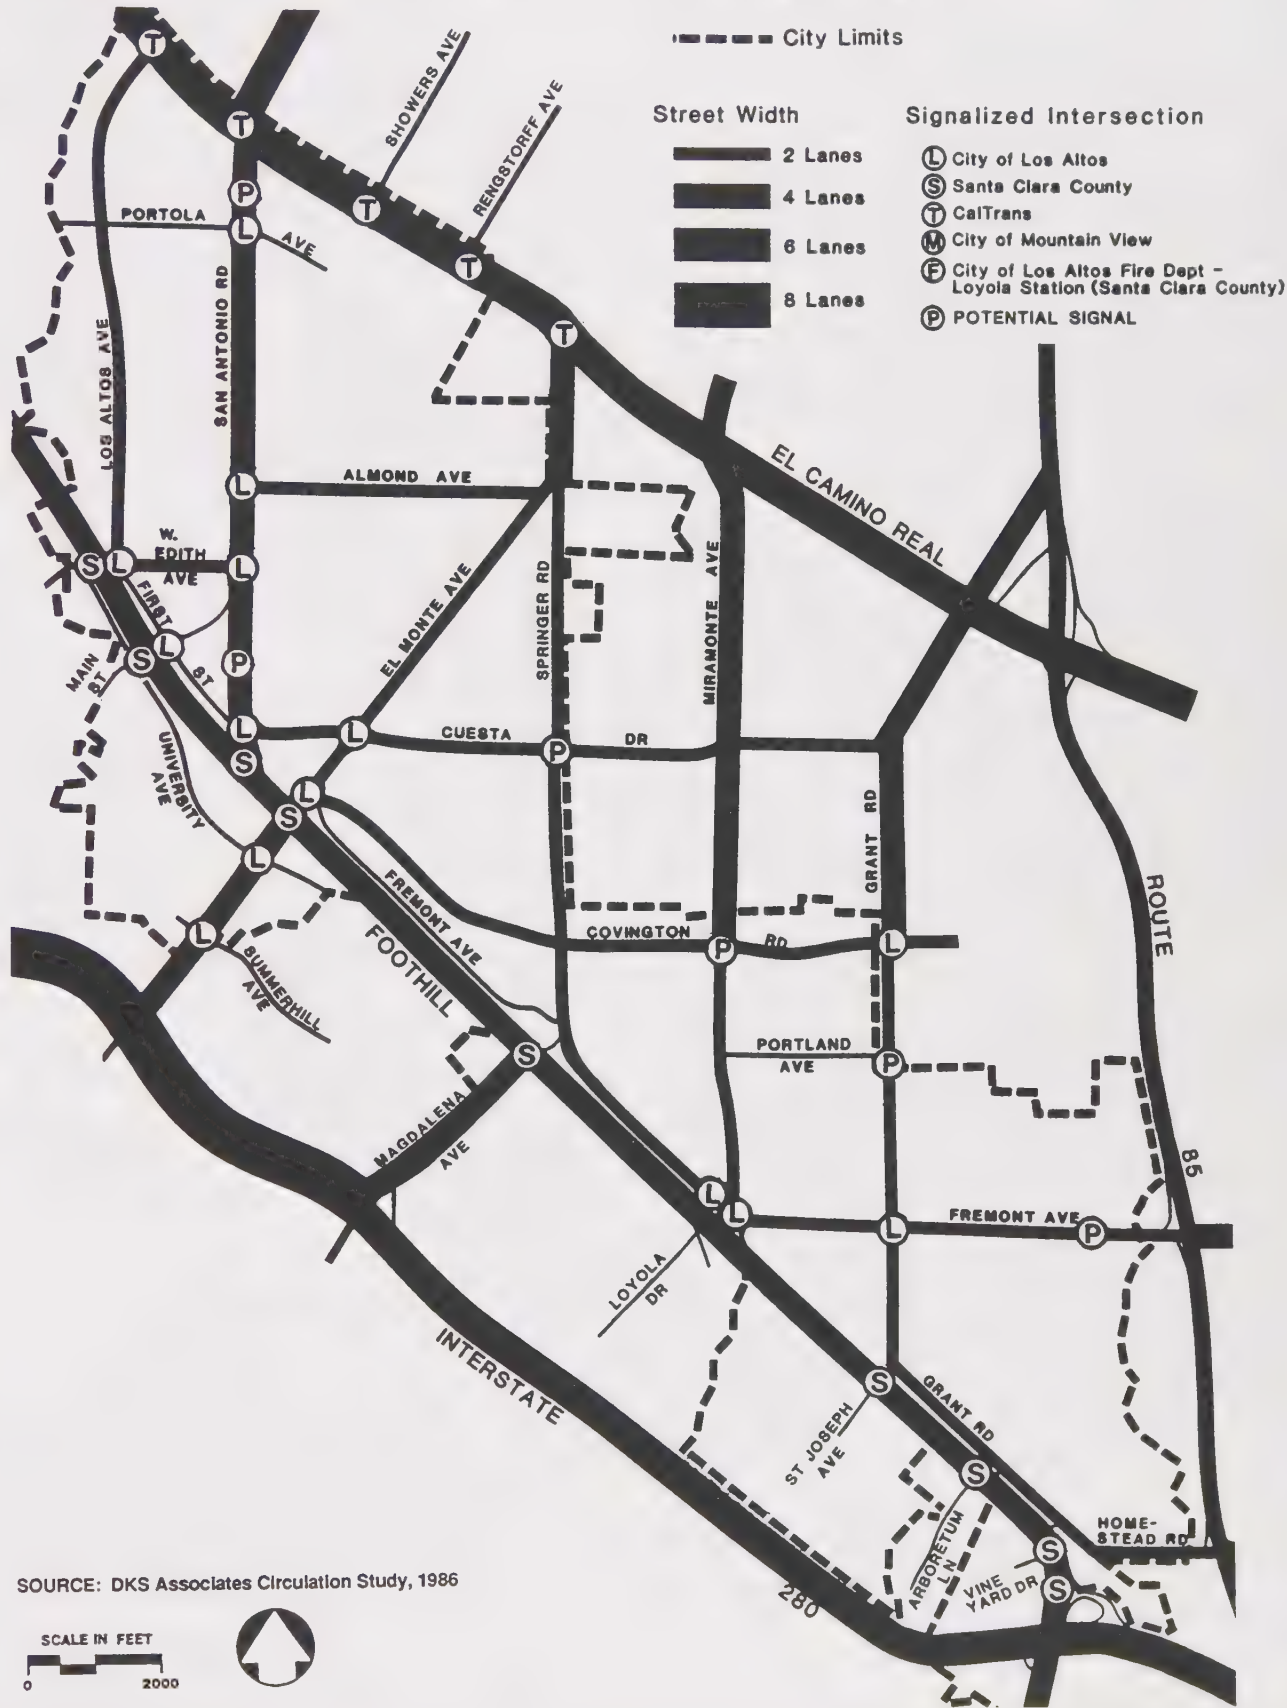 City Limits
Street Width
2 Lanes
4 Lanes
6 Lanes
8 Lanes
Signalized Intersection
L City of Los Altos
S Santa Clara County
T CalTrans
M City of Mountain View
F City of Los Altos Fire Dept -
Loyola Station (Santa Clara County)
P POTENTIAL SIGNAL
T
SHOWERS AVE
RENGSTORFF AVE
T
P
T
PORTOLA
L
AVE
T
T
LOS ALTOS AVE
SAN ANTONIO RD
EL CAMINO REAL
L
ALMOND AVE
W.
EDITH
AVE
S
L
L
FIRST
ST
L
EL MONTE AVE
SPRINGER RD
MIRAMONTE AVE
MAIN
ST
S
P
L
L
CUESTA
P
DR
S
UNIVERSITY
AVE
L
S
GRANT RD
L
FREMONT AVE
ROUTE
85
FOOTHILL
COVINGTON
P
RD
L
L
SUMMERHILL
AVE
S
PORTLAND
AVE
P
MAGDALENA
AVE
L
L
L
FREMONT AVE
P
LOYOLA
DR
INTERSTATE
280
S
GRANT RD
ST JOSEPH
AVE
S
ARBORETUM
LN
VINE
YARD DR
S
S
HOME-
STEAD RD
SOURCE: DKS Associates Circulation Study, 1986
SCALE IN FEET
0 2000